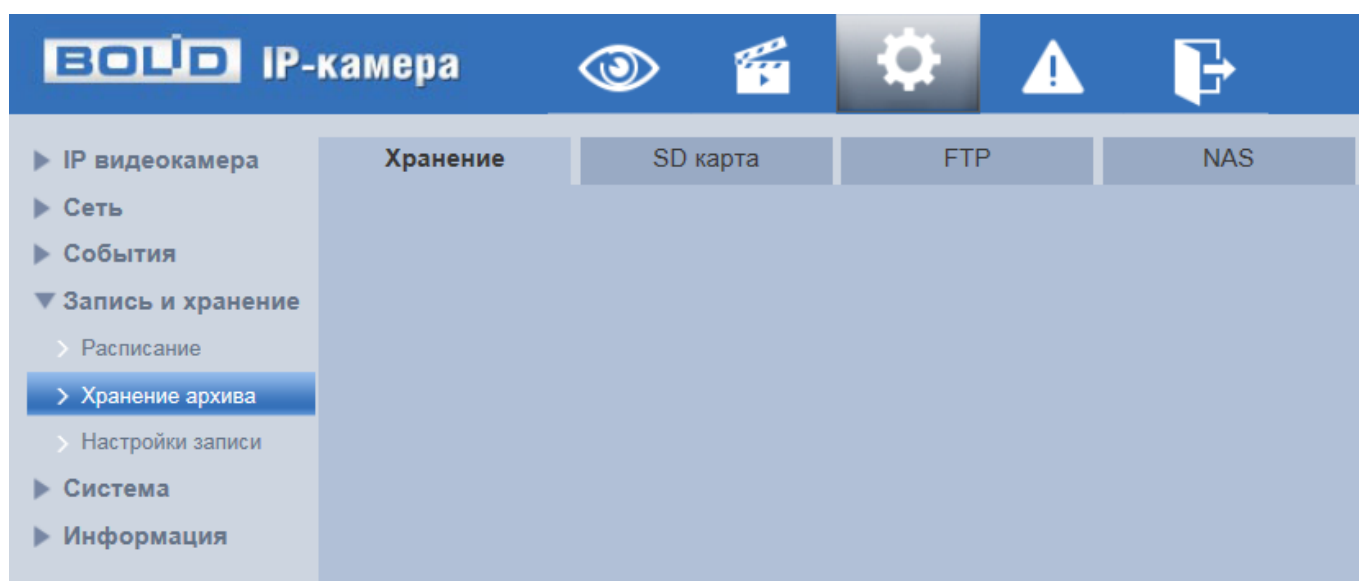 BOLID IP-камера
IP видеокамера
Сеть
События
Запись и хранение
Расписание
Хранение архива
Настройки записи
Система
Информация
Хранение SD карта FTP NAS